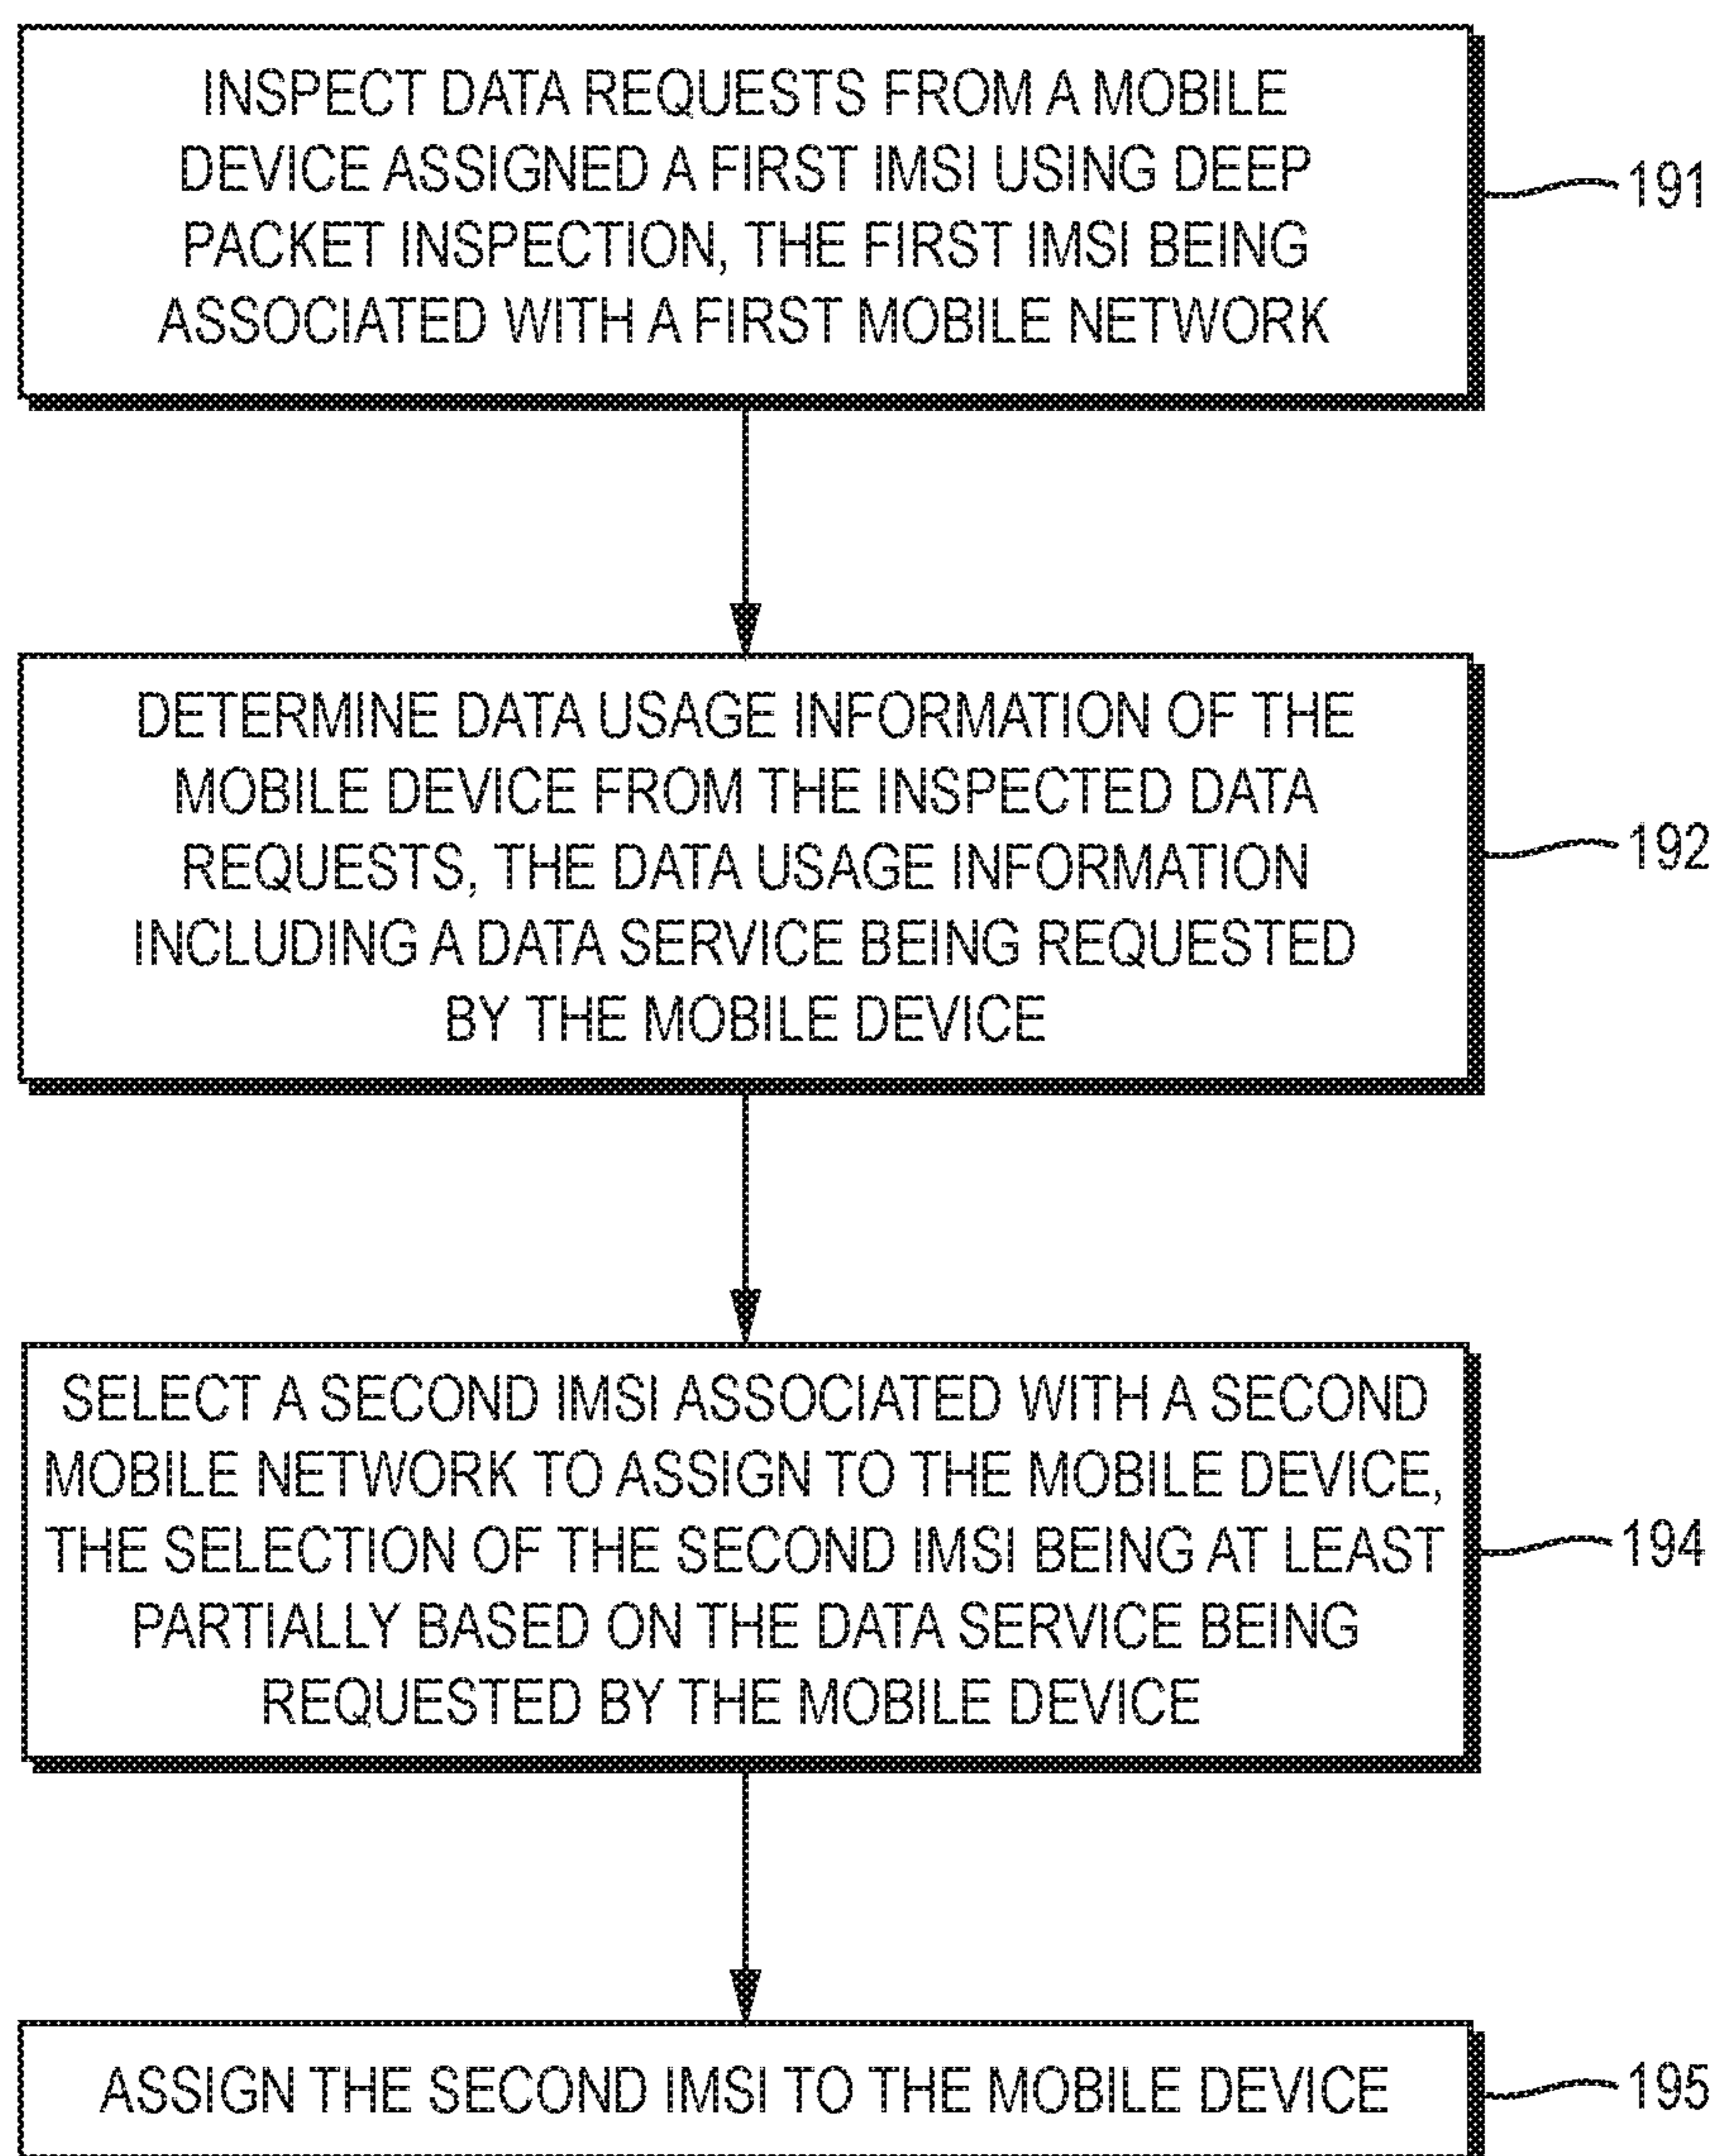 INSPECT DATA REQUESTS FROM A MOBILE
DEVICE ASSIGNED A FIRST IMSI USING DEEP
PACKET INSPECTION, THE FIRST IMSI BEING
ASSOCIATED WITH A FIRST MOBILE NETWORK
191
DETERMINE DATA USAGE INFORMATION OF THE
MOBILE DEVICE FROM THE INSPECTED DATA
REQUESTS, THE DATA USAGE INFORMATION
INCLUDING A DATA SERVICE BEING REQUESTED
BY THE MOBILE DEVICE
192
SELECT A SECOND IMSI ASSOCIATED WITH A SECOND
MOBILE NETWORK TO ASSIGN TO THE MOBILE DEVICE,
THE SELECTION OF THE SECOND IMSI BEING AT LEAST
PARTIALLY BASED ON THE DATA SERVICE BEING
REQUESTED BY THE MOBILE DEVICE
194
ASSIGN THE SECOND IMSI TO THE MOBILE DEVICE
195